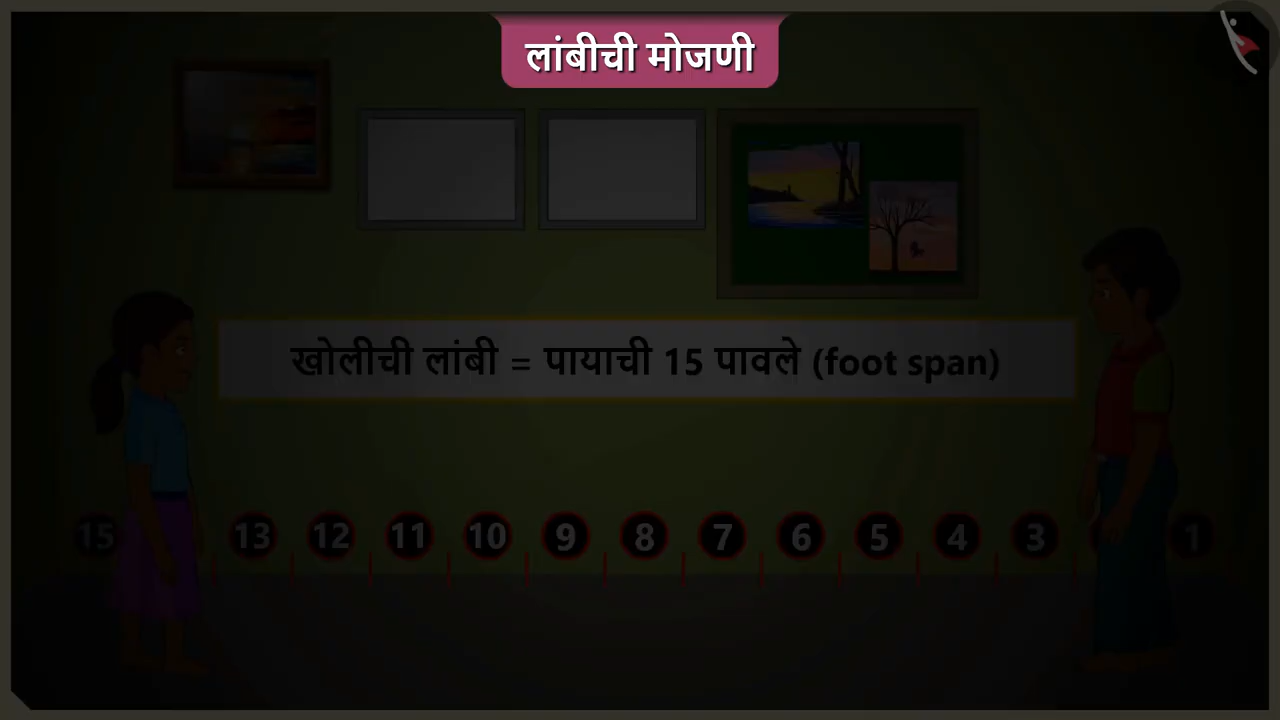 लांबीची मोजणी
खोलीची लांबी = पायाची 15 पावले (foot span)
15 13 12 11 10 9 8 7 6 5 4 3 1